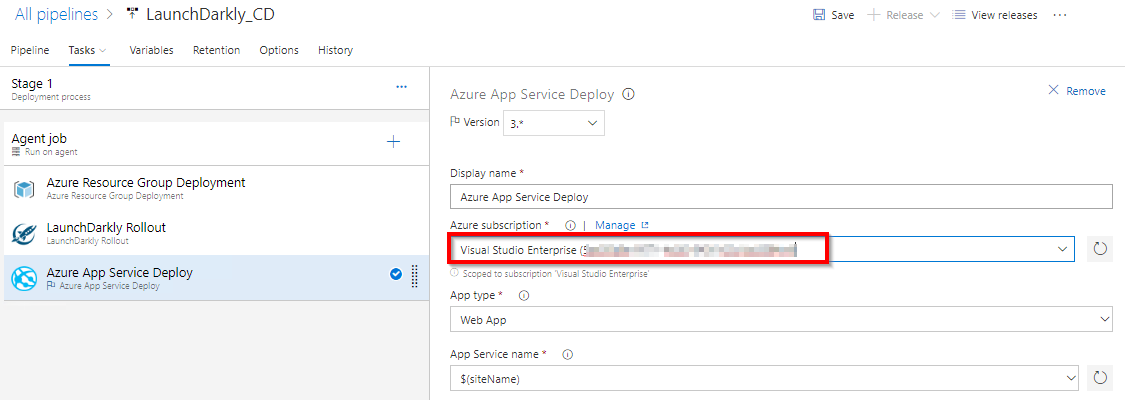 All pipelines > LaunchDarkly_CD
Save
Release
View releases
Pipeline
Tasks
Variables
Retention
Options
History
Stage 1
Deployment process
Agent job
Run on agent
Azure Resource Group Deployment
Azure Resource Group Deployment
LaunchDarkly Rollout
LaunchDarkly Rollout
Azure App Service Deploy
Azure App Service Deploy
Azure App Service Deploy
Remove
Version
3.*
Display name *
Azure App Service Deploy
Azure subscription * | Manage
Visual Studio Enterprise (
Scoped to subscription 'Visual Studio Enterprise'
App type *
Web App
App Service name *
$(siteName)